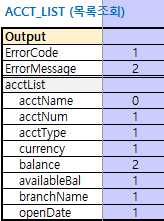 ACCT_LIST (목록조회)
Output
ErrorCode 1
ErrorMessage 2
acctList
acctName 0
acctNum 1
acctType 1
currency 1
balance 2
availableBal 1
branchName 1
openDate 1